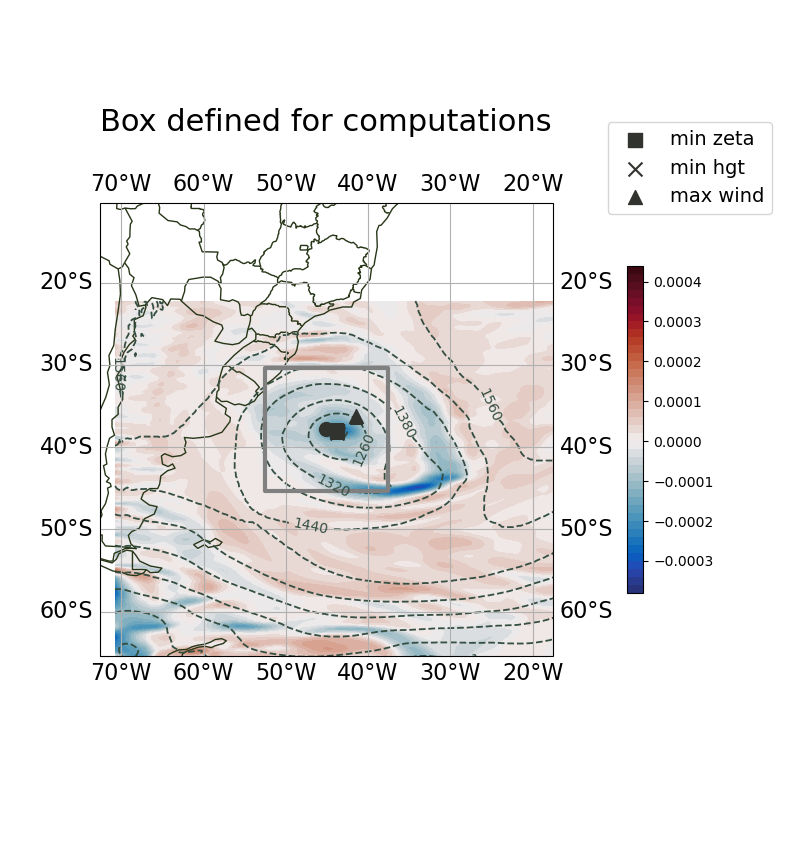 Box defined for computations
min zeta
min hgt
max wind
70°W 60°W 50°W 40°W 30°W 20°W
20°S 20°S
30°S 30°S
40°S 40°S
50°S 50°S
60°S 60°S
70°W 60°W 50°W 40°W 30°W 20°W
1560
1560
1380
1260
1320
1440
0.0004
0.0003
0.0002
0.0001
0.0000
−0.0001
−0.0002
−0.0003